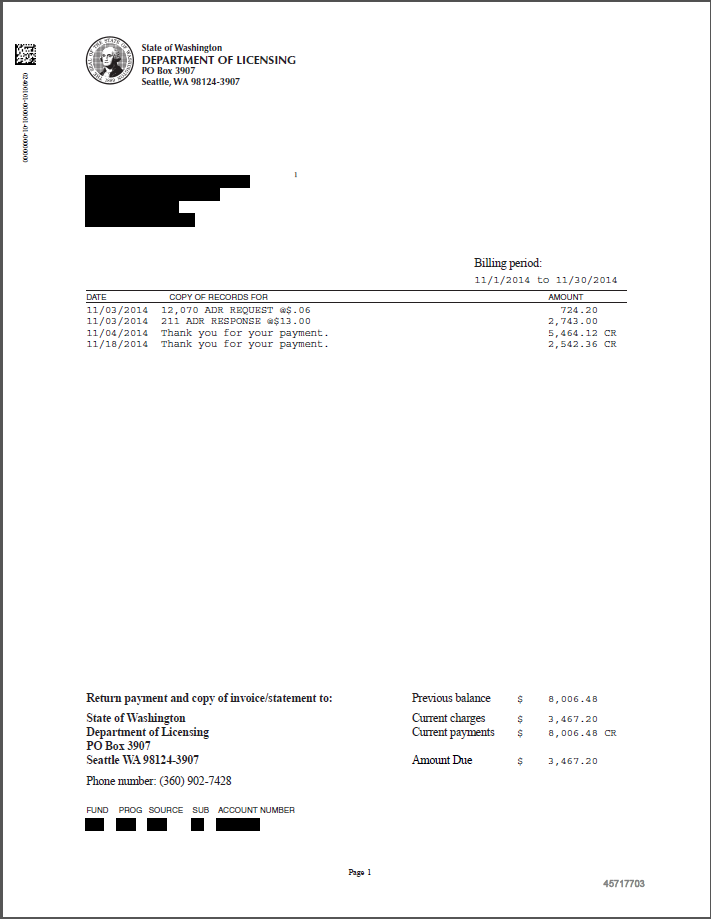 State of Washington
DEPARTMENT OF LICENSING
PO Box 3907
Seattle, WA 98124-3907
1
Billing period:
11/1/2014 to 11/30/2014
DATE COPY OF RECORDS FOR AMOUNT
11/03/2014 12,070 ADR REQUEST @$.06 724.20
11/03/2014 211 ADR RESPONSE @$13.00 2,743.00
11/04/2014 Thank you for your payment. 5,464.12 CR
11/18/2014 Thank you for your payment. 2,542.36 CR
Return payment and copy of invoice/statement to: Previous balance $ 8,006.48
State of Washington Current charges $ 3,467.20
Department of Licensing Current payments $ 8,006.48 CR
PO Box 3907
Seattle WA 98124-3907 Amount Due $ 3,467.20
Phone number: (360) 902-7428
FUND PROG SOURCE SUB ACCOUNT NUMBER
Page 1
45717703